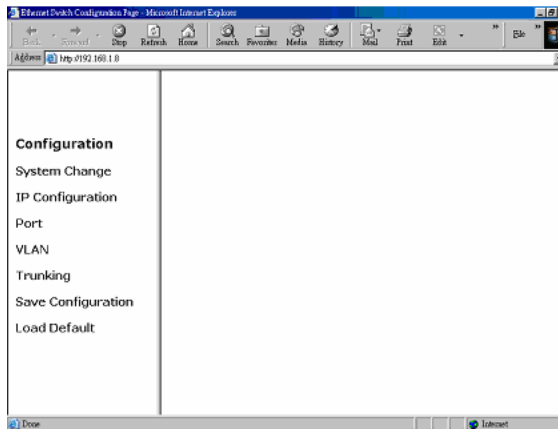 Ethernet Switch Configuration Page - Microsoft Internet Explorer
Back Forward Stop Refresh Home Search Favorites Media History Mail Print Edit » File »
Address http://192.168.1.8
Configuration
System Change
IP Configuration
Port
VLAN
Trunking
Save Configuration
Load Default
Done Internet